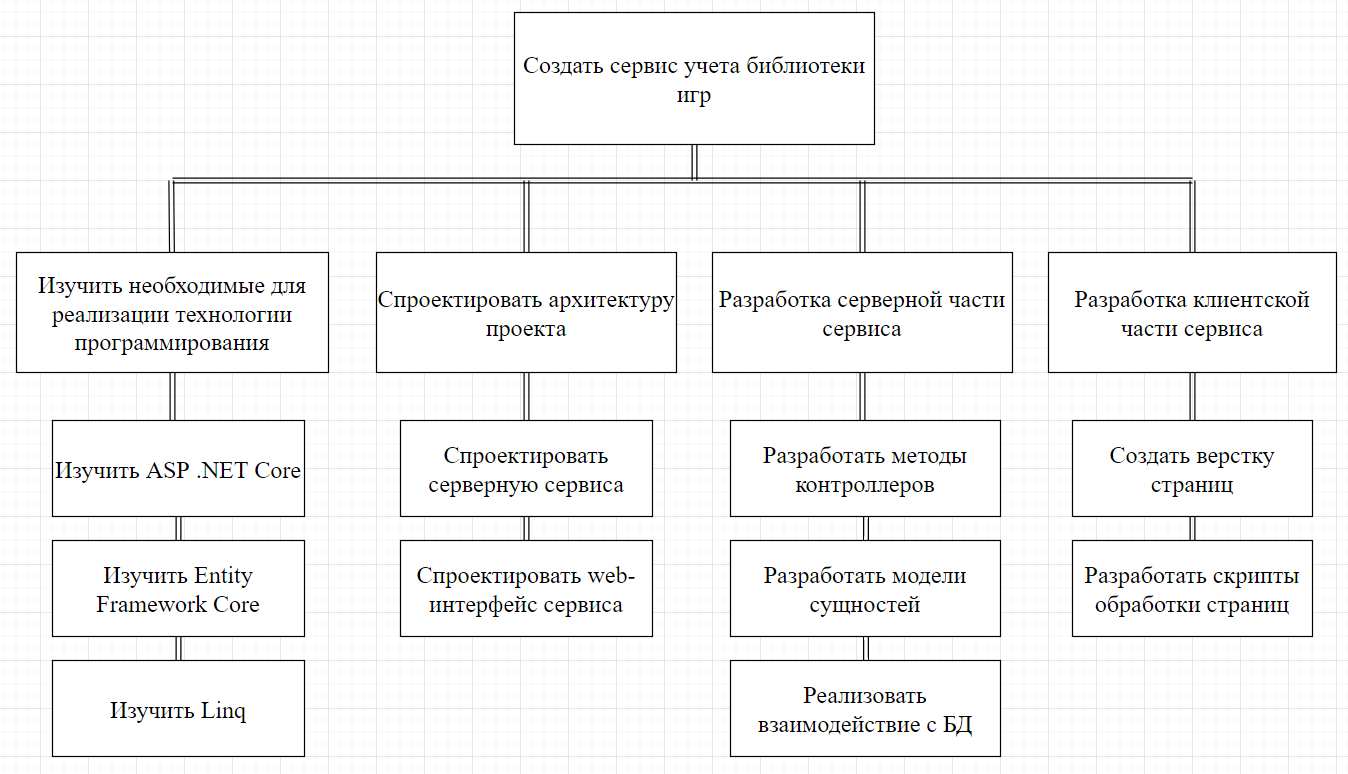 Создать сервис учета библиотеки
игр
Изучить необходимые для
реализации технологии
программирования
Спроектировать архитектуру
проекта
Разработка серверной части
сервиса
Разработка клиентской
части сервиса
Изучить ASP .NET Core
Спроектировать
серверную сервиса
Разработать методы
контроллеров
Создать верстку
страниц
Изучить Entity
Framework Core
Спроектировать web-
интерфейс сервиса
Разработать модели
сущностей
Разработать скрипты
обработки страниц
Изучить Linq
Реализовать
взаимодействие с БД